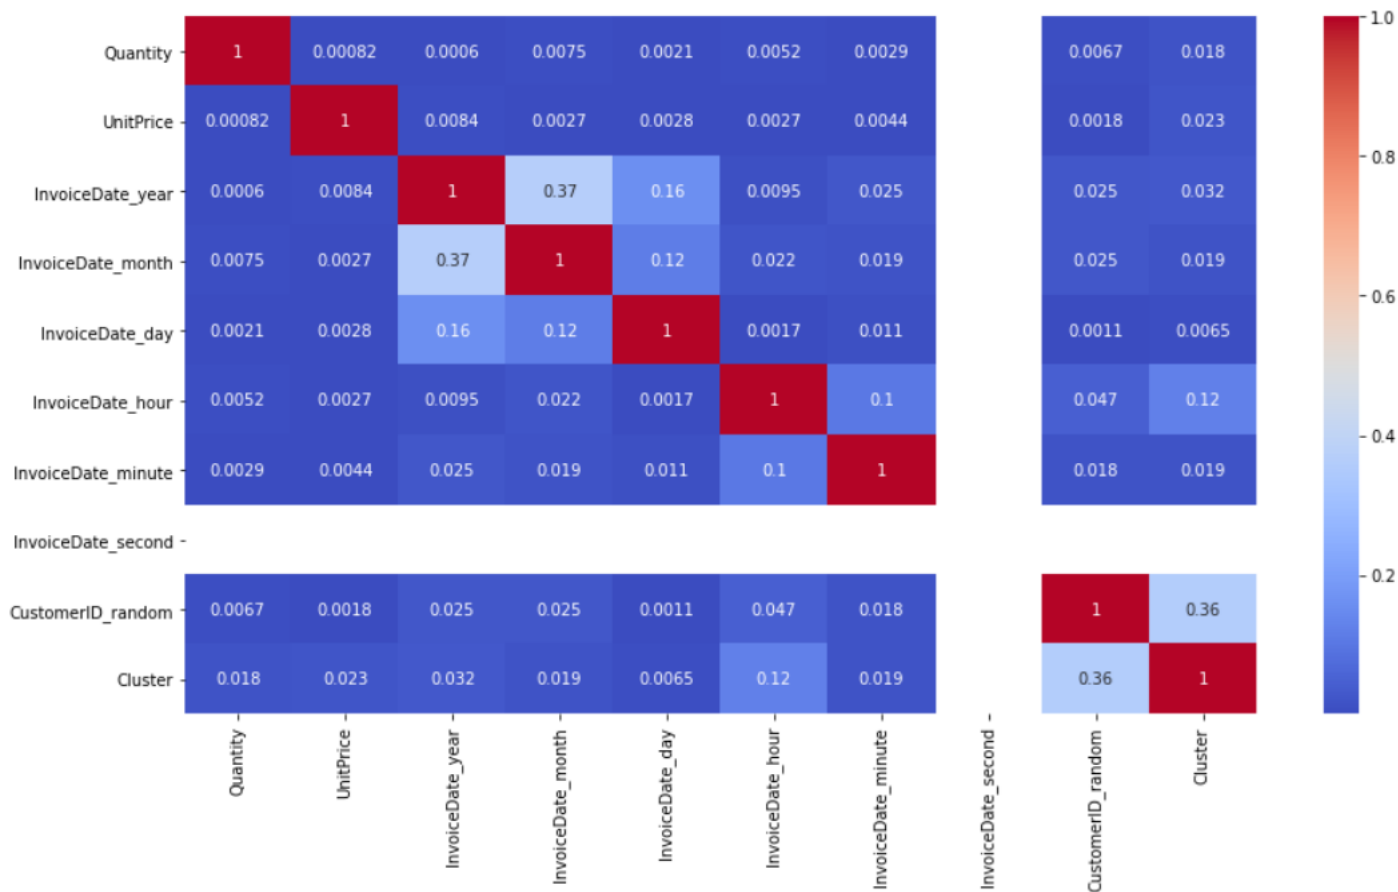 Quantity 1 0.00082 0.0006 0.0075 0.0021 0.0052 0.0029 0.0067 0.018
UnitPrice 0.00082 1 0.0084 0.0027 0.0028 0.0027 0.0044 0.0018 0.023
InvoiceDate_year 0.0006 0.0084 1 0.37 0.16 0.0095 0.025 0.025 0.032
InvoiceDate_month 0.0075 0.0027 0.37 1 0.12 0.022 0.019 0.025 0.019
InvoiceDate_day 0.0021 0.0028 0.16 0.12 1 0.0017 0.011 0.0011 0.0065
InvoiceDate_hour 0.0052 0.0027 0.0095 0.022 0.0017 1 0.1 0.047 0.12
InvoiceDate_minute 0.0029 0.0044 0.025 0.019 0.011 0.1 1 0.018 0.019
InvoiceDate_second
CustomerID_random 0.0067 0.0018 0.025 0.025 0.0011 0.047 0.018 1 0.36
Cluster 0.018 0.023 0.032 0.019 0.0065 0.12 0.019 0.36 1
Quantity
UnitPrice
InvoiceDate_year
InvoiceDate_month
InvoiceDate_day
InvoiceDate_hour
InvoiceDate_minute
InvoiceDate_second
CustomerID_random
Cluster
1.0
0.8
0.6
0.4
0.2